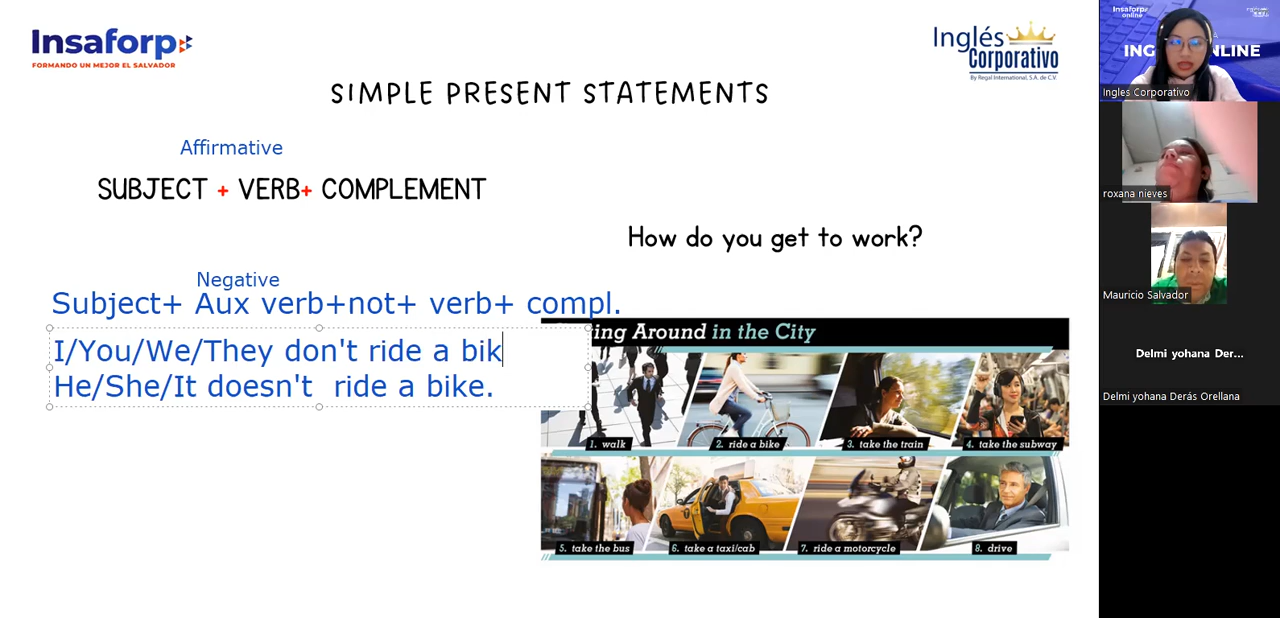 Insaforp
FORMANDO UN MEJOR EL SALVADOR
Inglés
Corporativo
By Regal International, S.A. de C.V.
SIMPLE PRESENT STATEMENTS
Affirmative
SUBJECT + VERB+ COMPLEMENT
How do you get to work?
Negative
Subject+ Aux verb+not+ verb+ compl.
I/You/We/They don't ride a bik
He/She/It doesn't ride a bike.
ing Around in the City
1. walk
2. ride a bike
3. take the train
4. take the subway
5. take the bus
6. take a taxi/cab
7. ride a motorcycle
8. drive
Insaforp
online
ING NLINE
Ingles Corporativo
roxana nieves
Mauricio Salvador
Delmi yohana Der...
Delmi yohana Derás Orellana